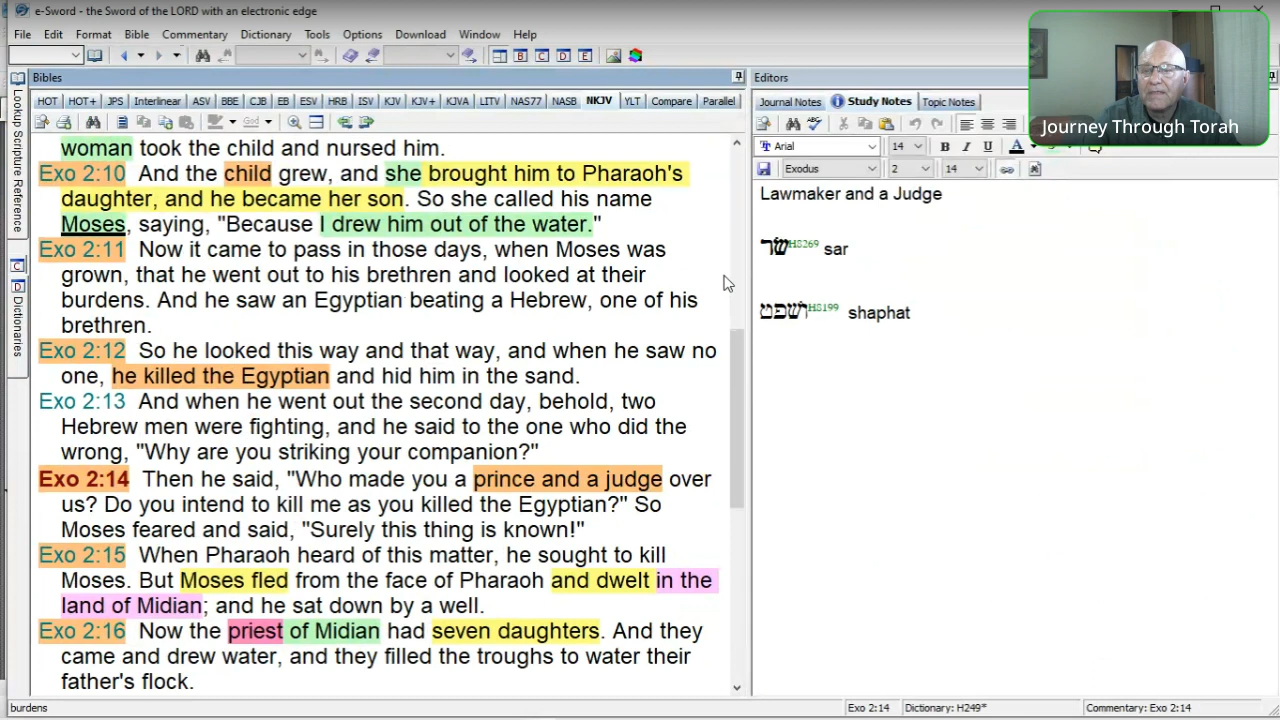 e-Sword - the Sword of the LORD with an electronic edge
File Edit Format Bible Commentary Dictionary Tools Options Download Window Help
Bibles
HOT HOT+ JPS Interlinear ASV BBE CJB EB ESV HRB ISV KJV KJV+ KJVA LITV NAS77 NASB NKJV YLT Compare Parallel
Lookup Scripture Reference
Dictionaries
woman took the child and nursed him.
Exo 2:10 And the child grew, and she brought him to Pharaoh's
daughter, and he became her son. So she called his name
Moses, saying, "Because I drew him out of the water."
Exo 2:11 Now it came to pass in those days, when Moses was
grown, that he went out to his brethren and looked at their
burdens. And he saw an Egyptian beating a Hebrew, one of his
brethren.
Exo 2:12 So he looked this way and that way, and when he saw no
one, he killed the Egyptian and hid him in the sand.
Exo 2:13 And when he went out the second day, behold, two
Hebrew men were fighting, and he said to the one who did the
wrong, "Why are you striking your companion?"
Exo 2:14 Then he said, "Who made you a prince and a judge over
us? Do you intend to kill me as you killed the Egyptian?" So
Moses feared and said, "Surely this thing is known!"
Exo 2:15 When Pharaoh heard of this matter, he sought to kill
Moses. But Moses fled from the face of Pharaoh and dwelt in the
land of Midian; and he sat down by a well.
Exo 2:16 Now the priest of Midian had seven daughters. And they
came and drew water, and they filled the troughs to water their
father's flock.
Editors
Journal Notes Study Notes Topic Notes
Arial 14 B I U A
Exodus 2 14
Lawmaker and a Judge
שׂר H8269 sar
ושׁפט H8199 shaphat
Journey Through Torah
burdens Exo 2:14 Dictionary: H249* Commentary: Exo 2:14